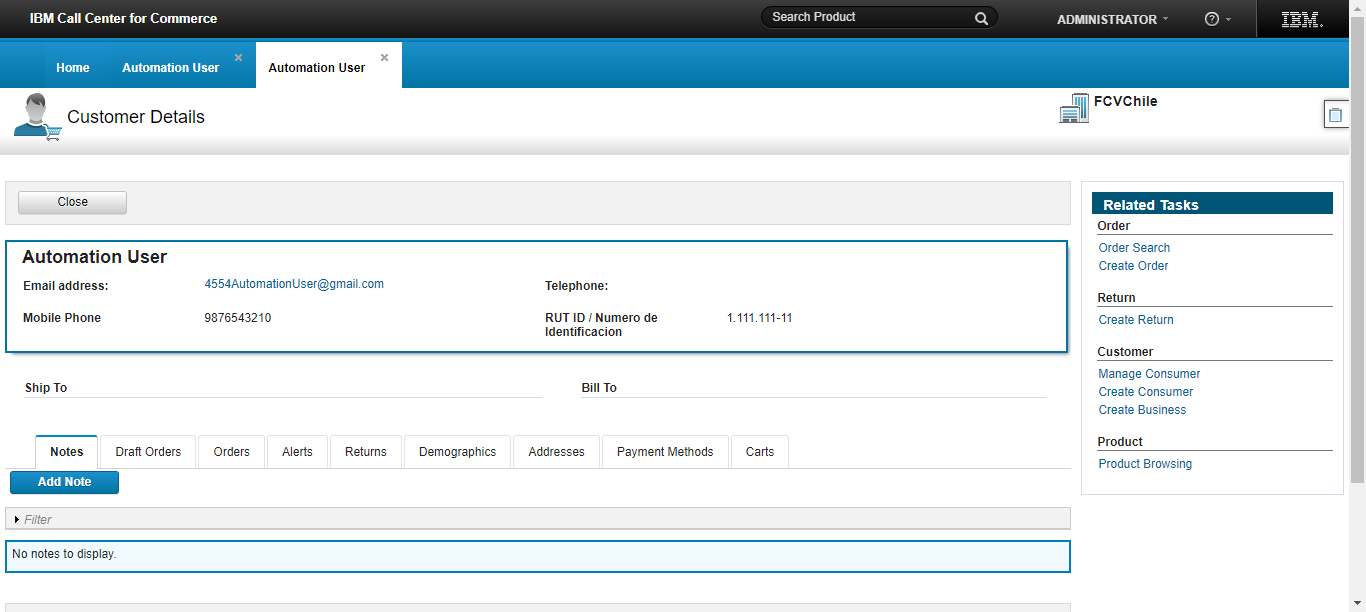 IBM Call Center for Commerce
Search Product
ADMINISTRATOR
IBM.
Home
Automation User
Automation User
Customer Details
FCVChile
Close
Automation User
Email address:
4554AutomationUser@gmail.com
Telephone:
Mobile Phone
9876543210
RUT ID / Numero de
Identificacion
1.111.111-11
Ship To
Bill To
Notes
Draft Orders
Orders
Alerts
Returns
Demographics
Addresses
Payment Methods
Carts
Add Note
Filter
No notes to display.
Related Tasks
Order
Order Search
Create Order
Return
Create Return
Customer
Manage Consumer
Create Consumer
Create Business
Product
Product Browsing